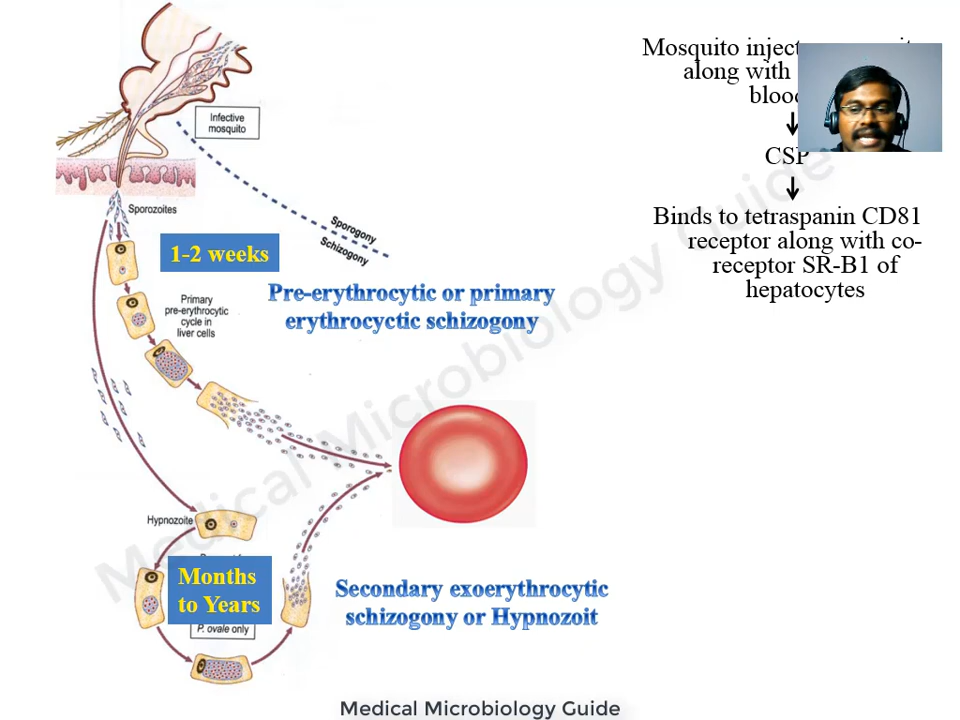 Mosquito inject
along with
blood
CSP
Binds to tetraspanin CD81
receptor along with co-
receptor SR-B1 of
hepatocytes
Infective
mosquito
Sporozoites
Sporogony
Schizogony
1-2 weeks
Pre-erythrocytic or primary
erythrocyctic schizogony
Primary
pre-erythrocytic
cycle in
liver cells
Hypnozoite
Months
to Years
P. ovale only
Secondary exoerythrocytic
schizogony or Hypnozoit
Medical Microbiology Guide
Medical Microbiology Guide